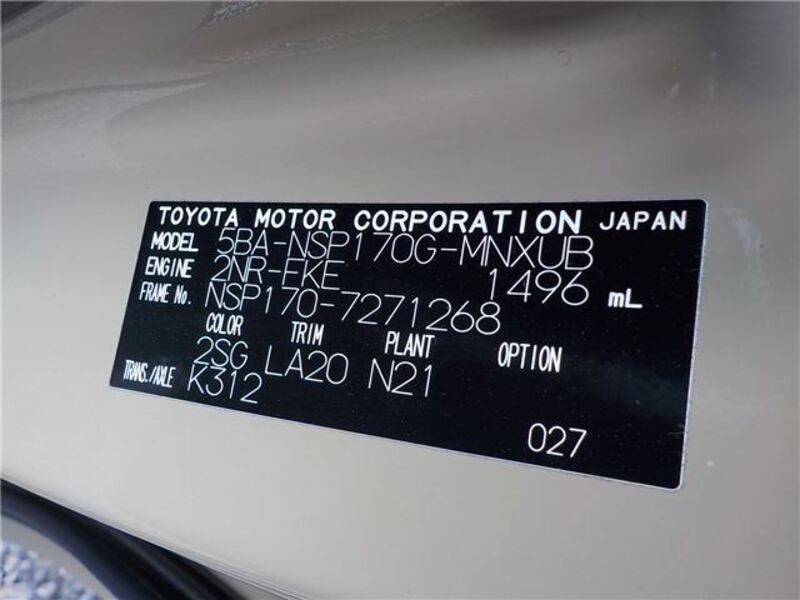 TOYOTA MOTOR CORPORATION JAPAN
MODEL 5BA-NSP170G-MNXUB
ENGINE 2NR-FKE 1496 mL
FRAME No. NSP170-7271268
COLOR TRIM PLANT OPTION
2SG LA20 N21
TRANS./AXLE K312
027